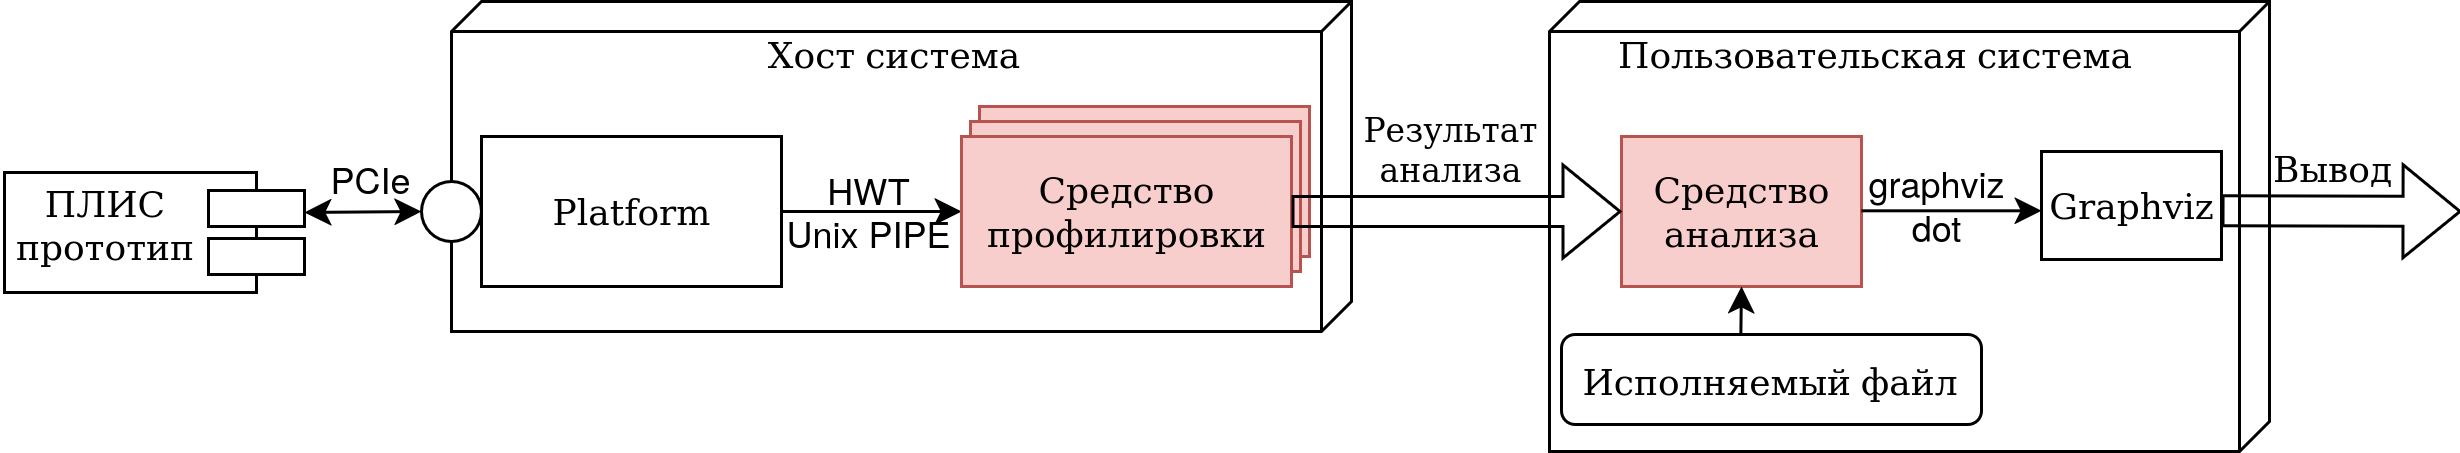 Хост система
Пользовательская система
ПЛИС
прототип
PCIe
Platform
HWT
Unix PIPE
Средство
профилировки
Результат
анализа
Средство
анализа
graphviz
dot
Graphviz
Вывод
Исполняемый файл